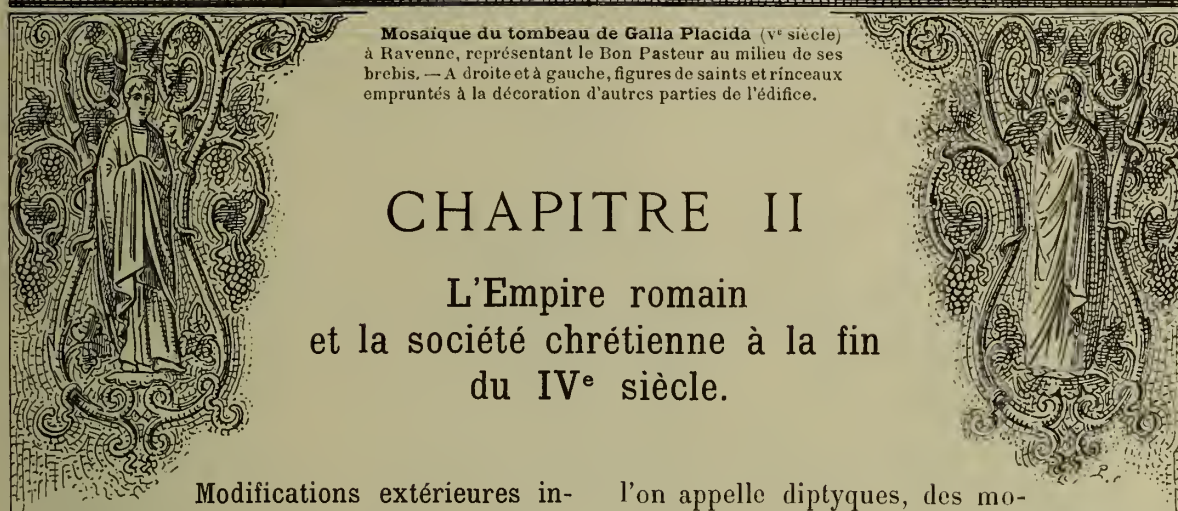 Mosaïque du tombeau de Galla Placida (Vᵉ siècle)
à Ravenne, représentant le Bon Pasteur au milieu de ses
brebis. — A droite et à gauche, figures de saints et rinceaux
empruntés à la décoration d'autres parties de l'édifice.
CHAPITRE II
L'Empire romain
et la société chrétienne à la fin
du IVᵉ siècle.
Modifications extérieures in-
l'on appelle diptyques, des mo-